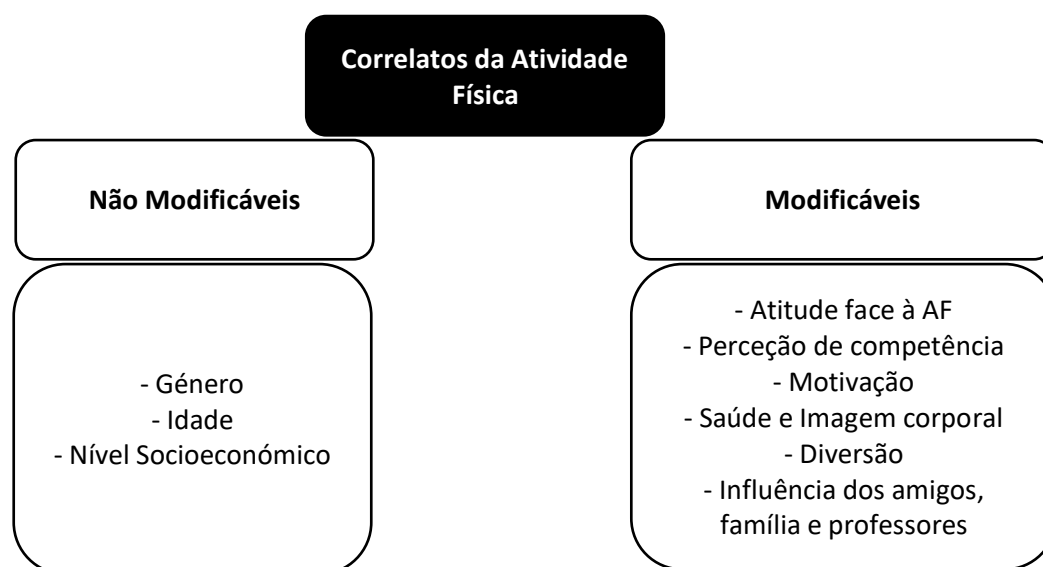 Correlatos da Atividade
Física
Não Modificáveis
- Género
- Idade
- Nível Socioeconómico
Modificáveis
- Atitude face à AF
- Perceção de competência
- Motivação
- Saúde e Imagem corporal
- Diversão
- Influência dos amigos,
família e professores